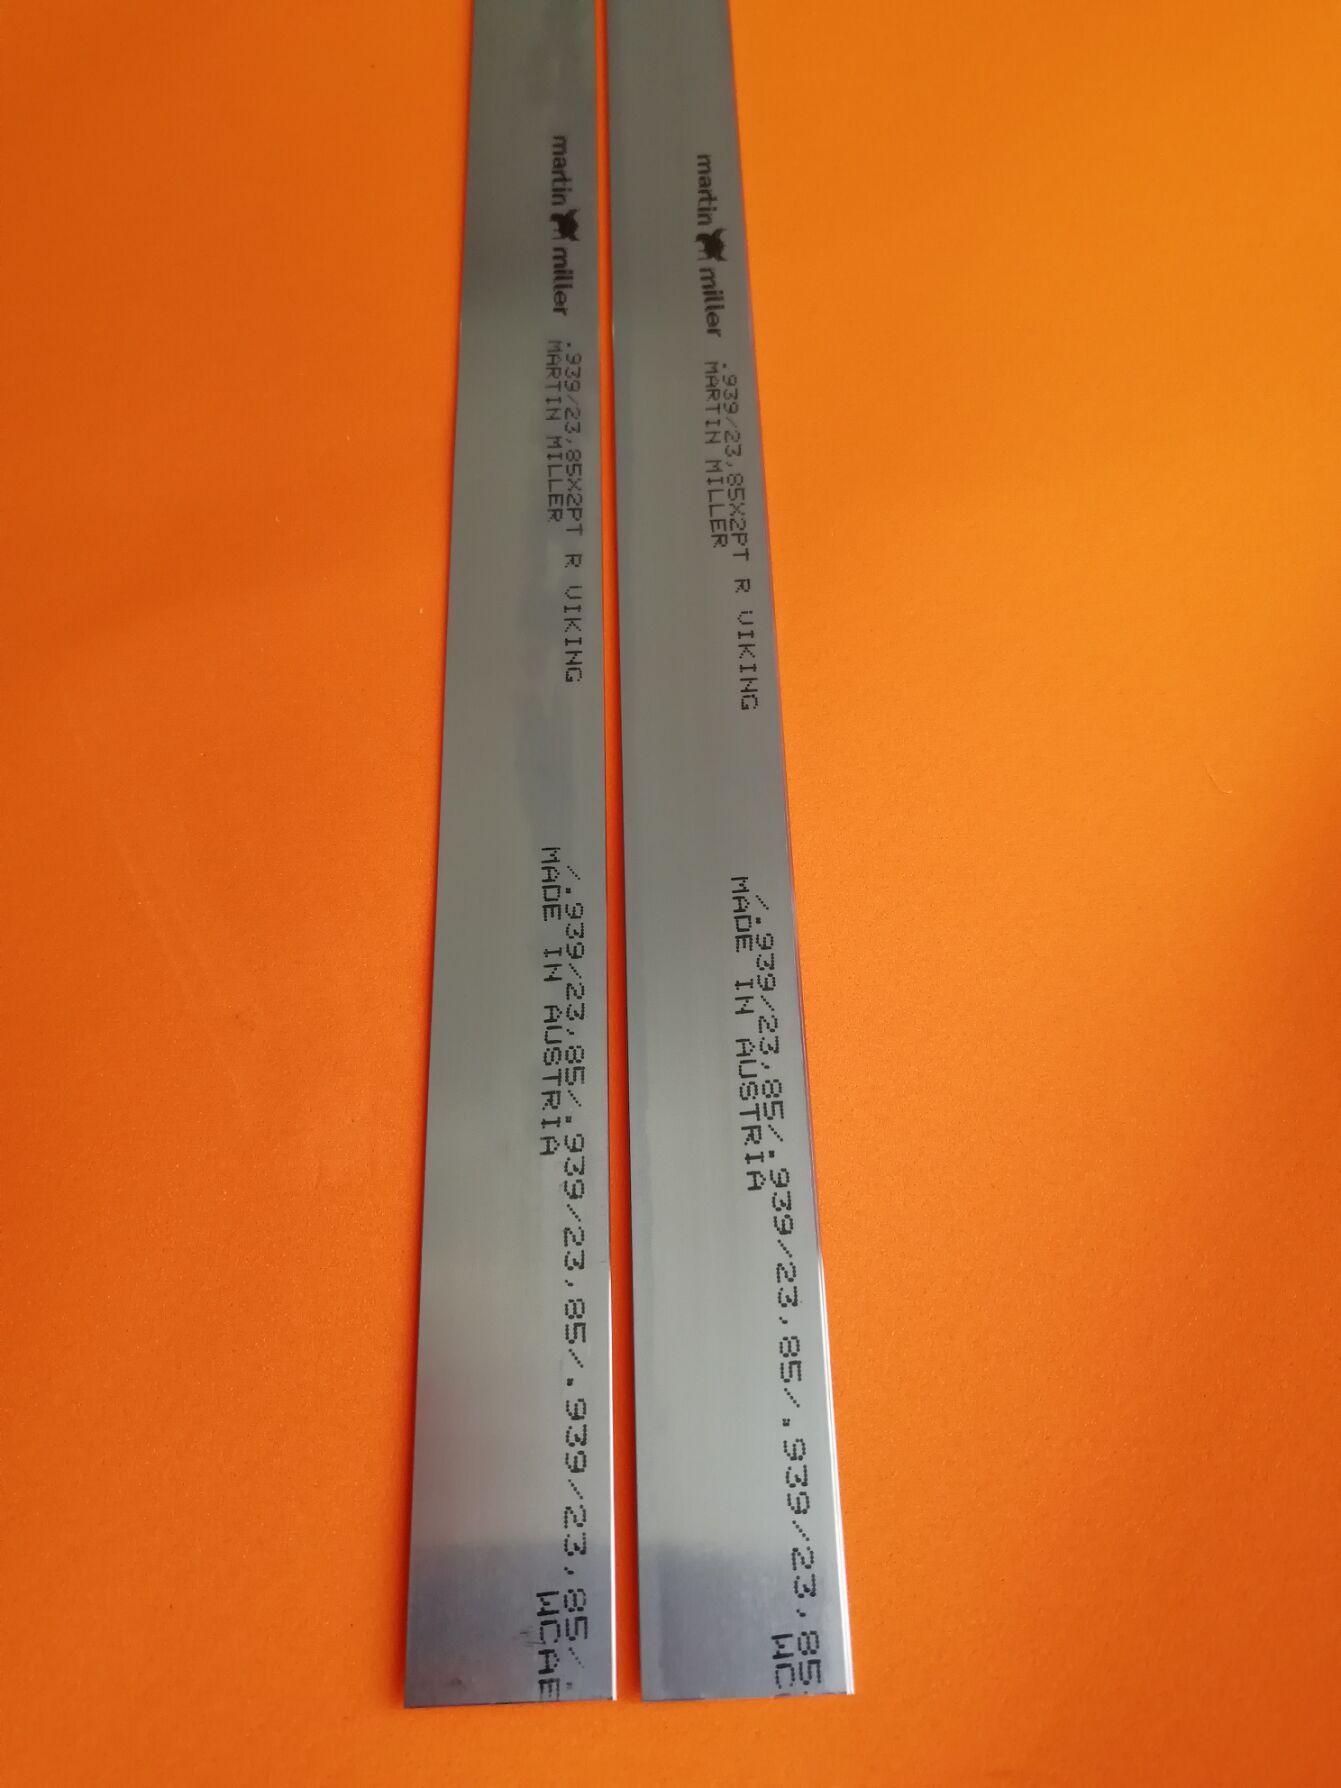 martin miller
.939/23,85X2PT R VIKING
MARTIN MILLER
/.939/23,85/.939/23,85/.939/23,85/
MADE IN AUSTRIA
martin miller
.939/23,85X2PT R VIKING
MARTIN MILLER
/.939/23,85/.939/23,85/.939/23,85
MADE IN AUSTRIA